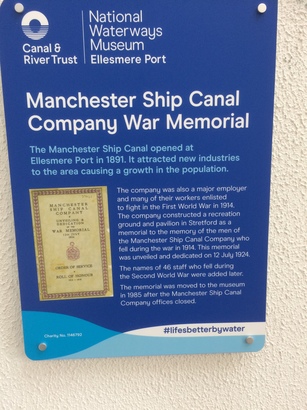 Canal &
River Trust
National
Waterways
Museum
Ellesmere Port
Manchester Ship Canal
Company War Memorial
The Manchester Ship Canal opened at
Ellesmere Port in 1891. It attracted new industries
to the area causing a growth in the population.
MANCHESTER
SHIP CANAL
COMPANY
WAR MEMORIAL
ORDER OF SERVICE
ROLL OF HONOUR
The company was also a major employer
and many of their workers enlisted
to fight in the First World War in 1914.
The company constructed a recreation
ground and pavilion in Stretford as a
memorial to the memory of the men of
the Manchester Ship Canal Company who
fell during the war in 1914. This memorial
was unveiled and dedicated on 12 July 1924.
The names of 46 staff who fell during
the Second World War were added later.
The memorial was moved to the museum
in 1985 after the Manchester Ship Canal
Company offices closed.
#lifesbetterbywater